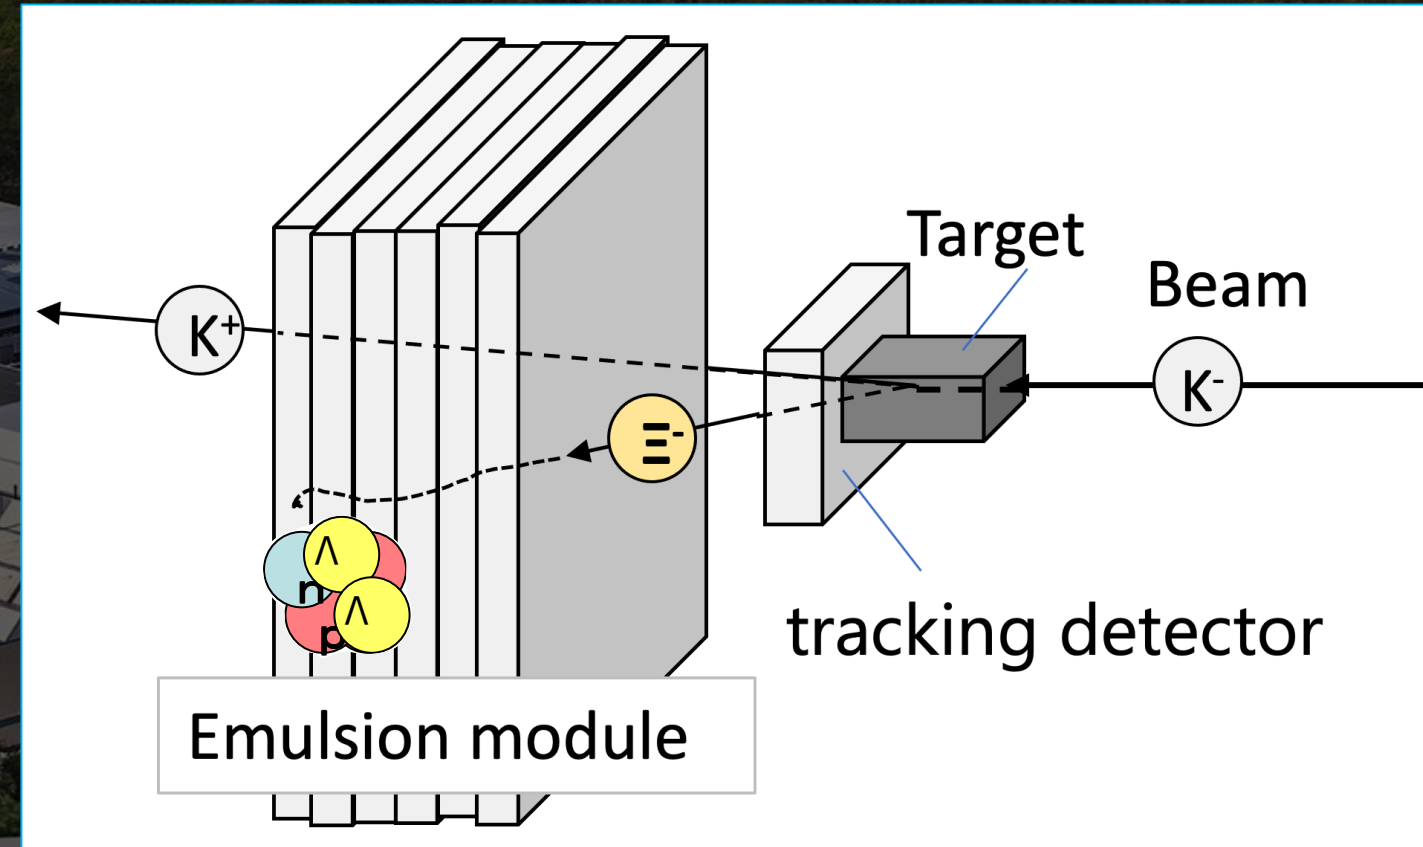 Target
Beam
K⁺
K⁻
Ξ⁻
Λ
n
Λ
p
tracking detector
Emulsion module